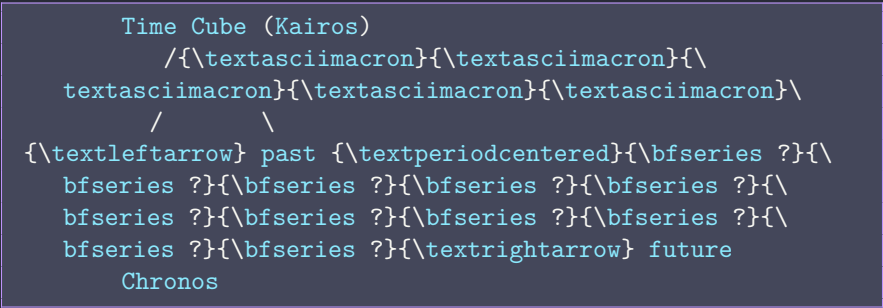 Time Cube (Kairos)
/{\textasciimacron}{\textasciimacron}{\
textasciimacron}{\textasciimacron}{\textasciimacron}\
/ \
{\textleftarrow} past {\textperiodcentered}{\bfseries ?}{\
bfseries ?}{\bfseries ?}{\bfseries ?}{\bfseries ?}{\
bfseries ?}{\bfseries ?}{\bfseries ?}{\bfseries ?}{\
bfseries ?}{\bfseries ?}{\textrightarrow} future
Chronos